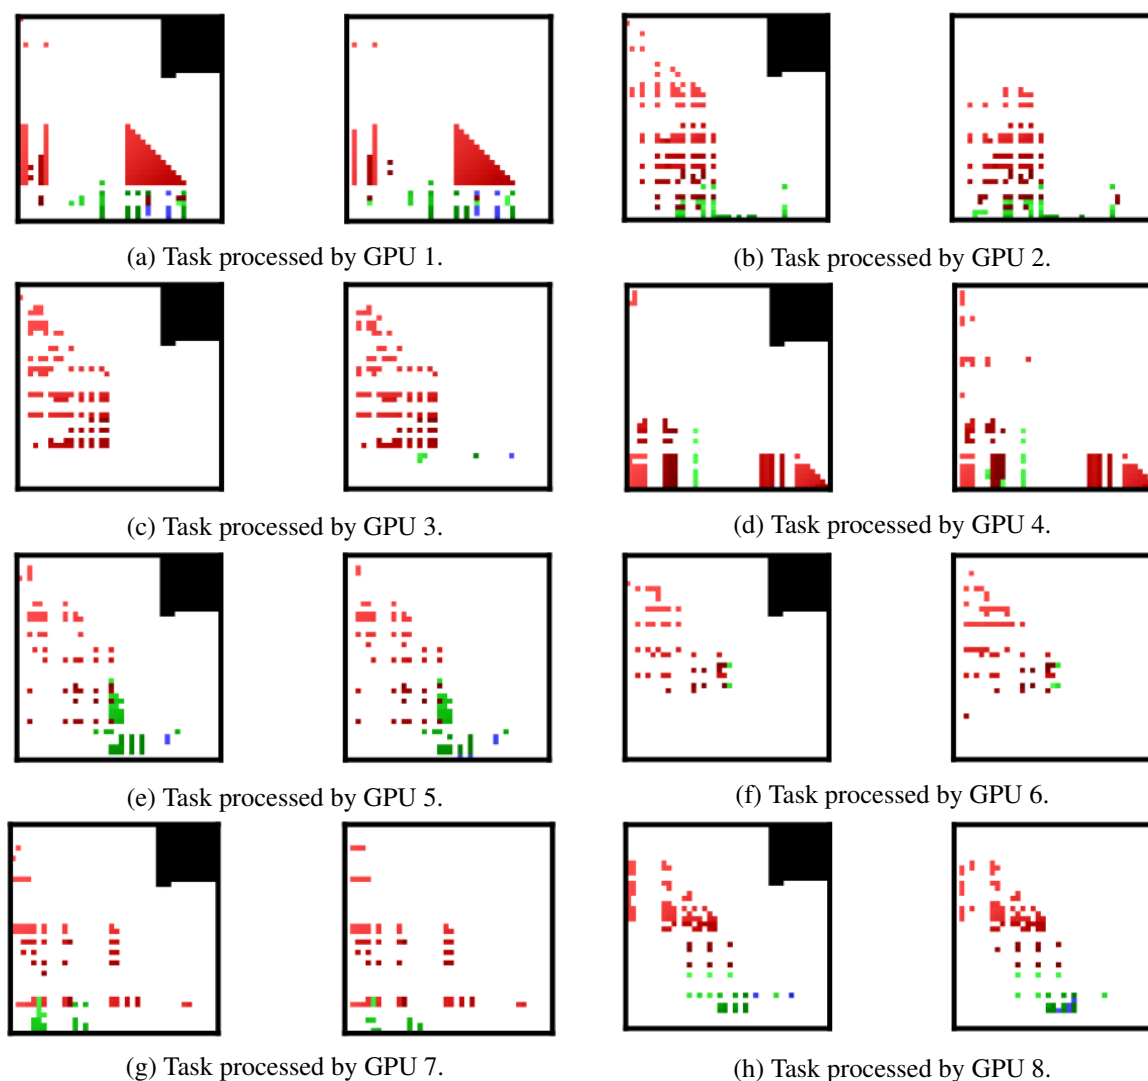 (a) Task processed by GPU 1.
(b) Task processed by GPU 2.
(c) Task processed by GPU 3.
(d) Task processed by GPU 4.
(e) Task processed by GPU 5.
(f) Task processed by GPU 6.
(g) Task processed by GPU 7.
(h) Task processed by GPU 8.